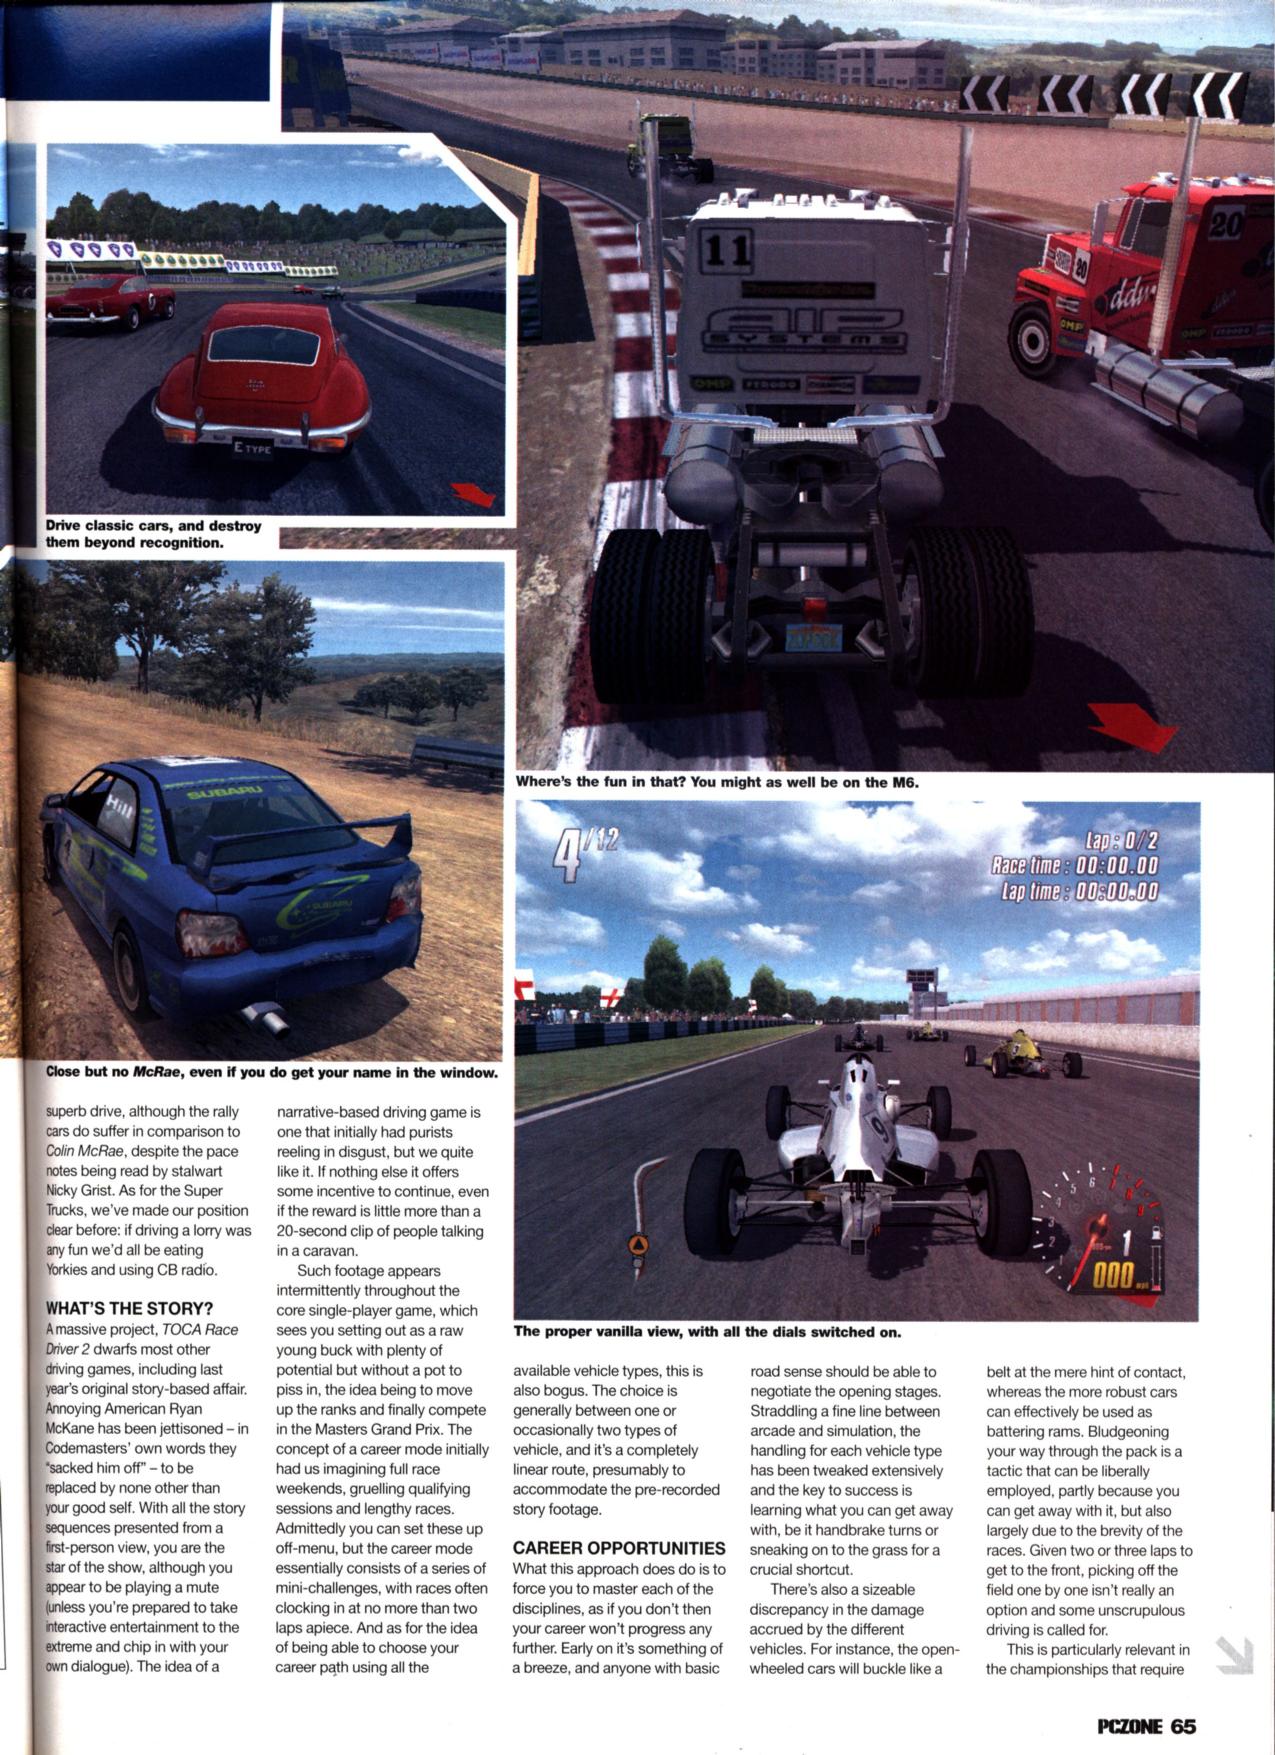 11
AIP
SYSTEMS
OMP
FERODO
20
20
OMP
E TYPE
Drive classic cars, and destroy
them beyond recognition.
Where's the fun in that? You might as well be on the M6.
Hill
SUBARU
SUBARU
Close but no McRae, even if you do get your name in the window.
4/12
Lap : 0/2
Race time : 00:00.00
Lap time : 00:00.00
9
1
000 mph
The proper vanilla view, with all the dials switched on.
superb drive, although the rally
cars do suffer in comparison to
Colin McRae, despite the pace
notes being read by stalwart
Nicky Grist. As for the Super
Trucks, we've made our position
clear before: if driving a lorry was
any fun we'd all be eating
Yorkies and using CB radio.
WHAT'S THE STORY?
A massive project, TOCA Race
Driver 2 dwarfs most other
driving games, including last
year's original story-based affair.
Annoying American Ryan
McKane has been jettisoned – in
Codemasters' own words they
"sacked him off" – to be
replaced by none other than
your good self. With all the story
sequences presented from a
first-person view, you are the
star of the show, although you
appear to be playing a mute
(unless you're prepared to take
interactive entertainment to the
extreme and chip in with your
own dialogue). The idea of a
narrative-based driving game is
one that initially had purists
reeling in disgust, but we quite
like it. If nothing else it offers
some incentive to continue, even
if the reward is little more than a
20-second clip of people talking
in a caravan.
Such footage appears
intermittently throughout the
core single-player game, which
sees you setting out as a raw
young buck with plenty of
potential but without a pot to
piss in, the idea being to move
up the ranks and finally compete
in the Masters Grand Prix. The
concept of a career mode initially
had us imagining full race
weekends, gruelling qualifying
sessions and lengthy races.
Admittedly you can set these up
off-menu, but the career mode
essentially consists of a series of
mini-challenges, with races often
clocking in at no more than two
laps apiece. And as for the idea
of being able to choose your
career path using all the
available vehicle types, this is
also bogus. The choice is
generally between one or
occasionally two types of
vehicle, and it's a completely
linear route, presumably to
accommodate the pre-recorded
story footage.
CAREER OPPORTUNITIES
What this approach does do is to
force you to master each of the
disciplines, as if you don't then
your career won't progress any
further. Early on it's something of
a breeze, and anyone with basic
road sense should be able to
negotiate the opening stages.
Straddling a fine line between
arcade and simulation, the
handling for each vehicle type
has been tweaked extensively
and the key to success is
learning what you can get away
with, be it handbrake turns or
sneaking on to the grass for a
crucial shortcut.
There's also a sizeable
discrepancy in the damage
accrued by the different
vehicles. For instance, the open-
wheeled cars will buckle like a
belt at the mere hint of contact,
whereas the more robust cars
can effectively be used as
battering rams. Bludgeoning
your way through the pack is a
tactic that can be liberally
employed, partly because you
can get away with it, but also
largely due to the brevity of the
races. Given two or three laps to
get to the front, picking off the
field one by one isn't really an
option and some unscrupulous
driving is called for.
This is particularly relevant in
the championships that require
PCZONE 65